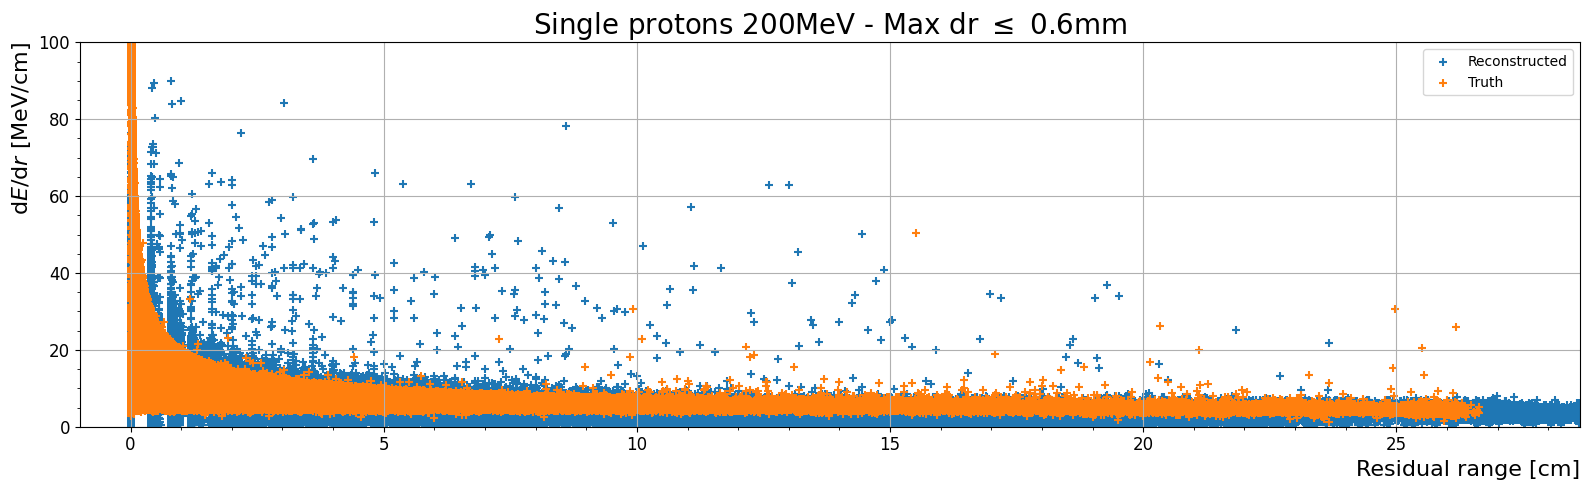 Single protons 200MeV - Max dr ≤ 0.6mm
dE/dr [MeV/cm]
100
80
60
40
20
0
Reconstructed
Truth
0 5 10 15 20 25
Residual range [cm]